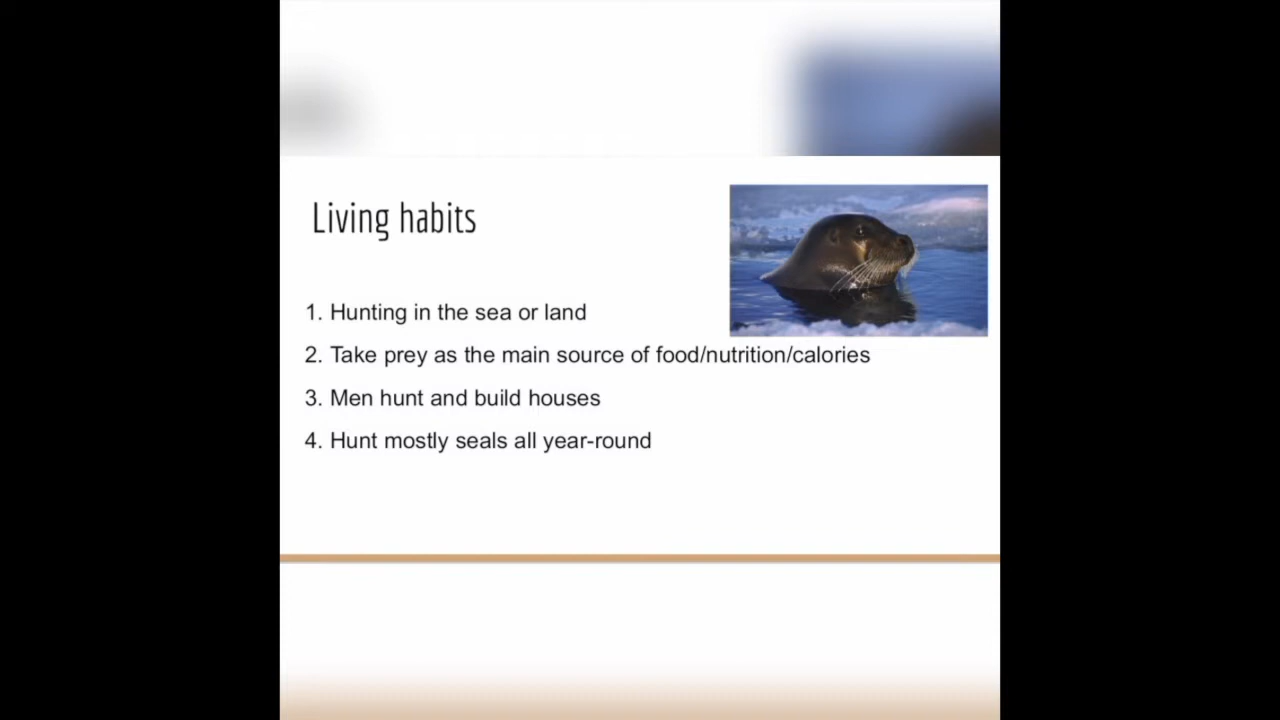 Living habits
1. Hunting in the sea or land
2. Take prey as the main source of food/nutrition/calories
3. Men hunt and build houses
4. Hunt mostly seals all year-round